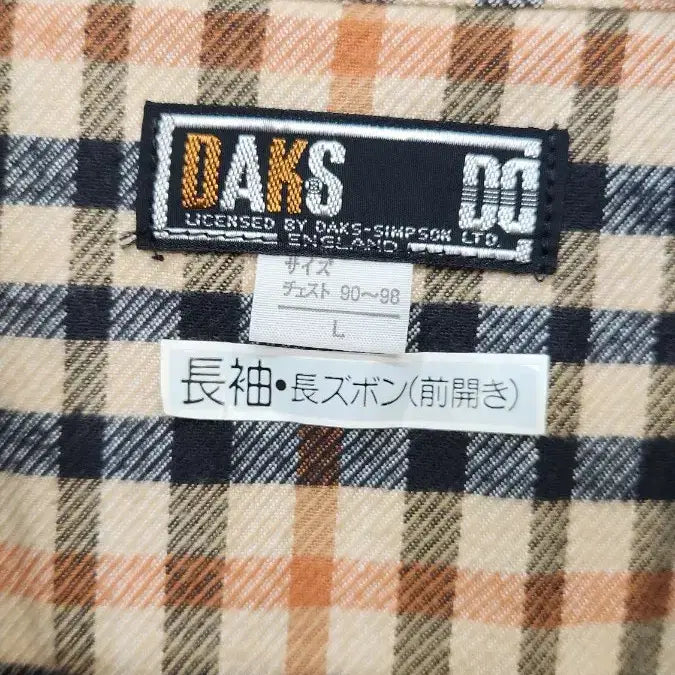 DAKS®
DD
LICENSED BY DAKS-SIMPSON LTD.
ENGLAND
サイズ
チェスト 90〜98
L
長袖・長ズボン(前開き)